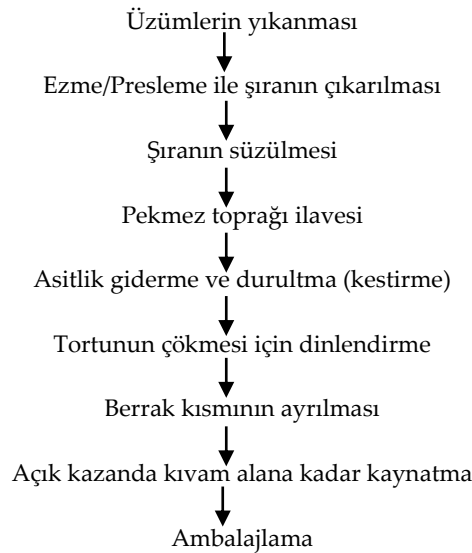 Üzümlerin yıkanması
Ezme/Presleme ile şıranın çıkarılması
Şıranın süzülmesi
Pekmez toprağı ilavesi
Asitlik giderme ve durultma (kestirme)
Tortunun çökmesi için dinlendirme
Berrak kısmının ayrılması
Açık kazanda kıvam alana kadar kaynatma
Ambalajlama